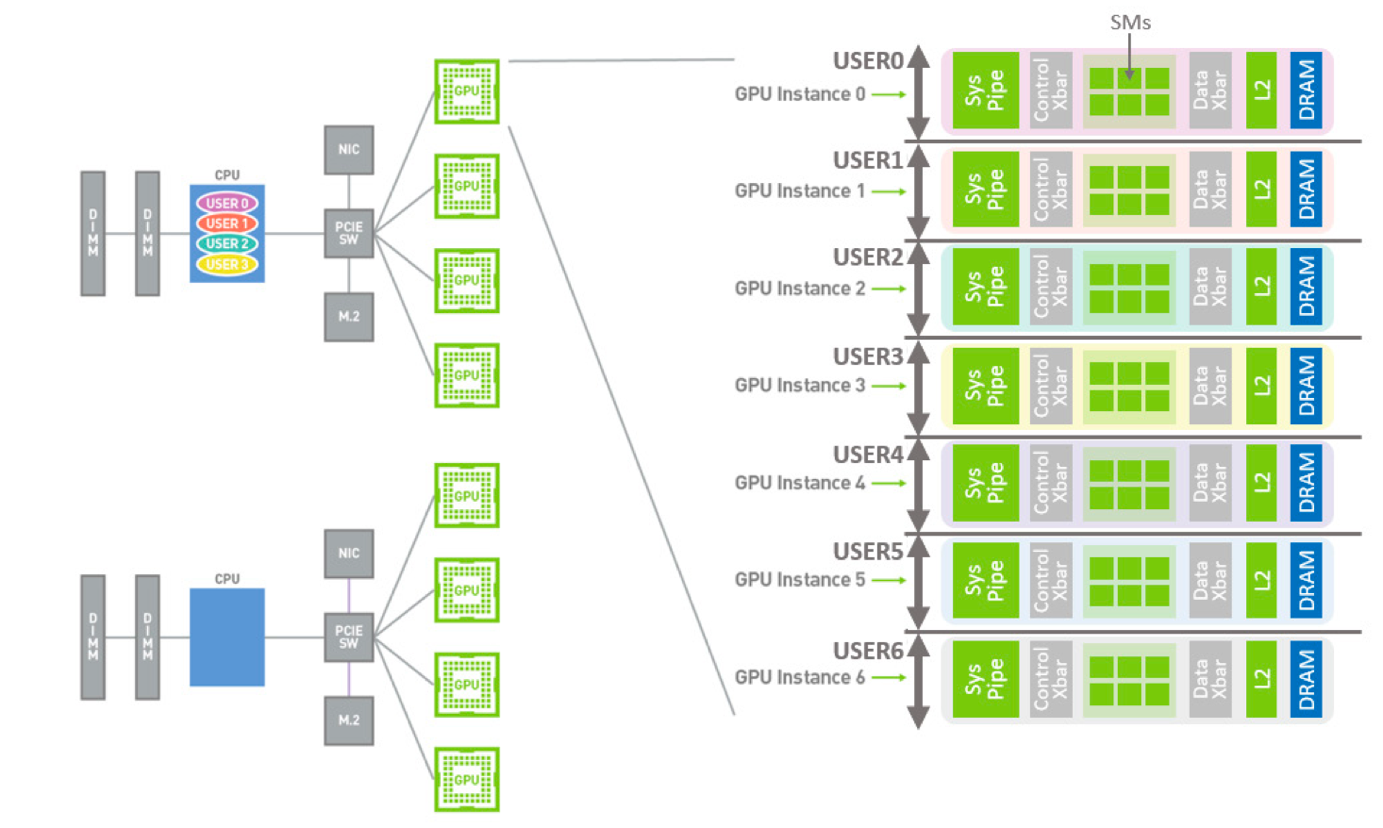 CPU
USER 0
USER 1
USER 2
USER 3
DIMM
DIMM
NIC
PCIE
SW
M.2
GPU
GPU
GPU
GPU
CPU
DIMM
DIMM
NIC
PCIE
SW
M.2
GPU
GPU
GPU
GPU
SMs
USER0
GPU Instance 0
Sys
Pipe
Control
Xbar
Data
Xbar
L2
DRAM
USER1
GPU Instance 1
Sys
Pipe
Control
Xbar
Data
Xbar
L2
DRAM
USER2
GPU Instance 2
Sys
Pipe
Control
Xbar
Data
Xbar
L2
DRAM
USER3
GPU Instance 3
Sys
Pipe
Control
Xbar
Data
Xbar
L2
DRAM
USER4
GPU Instance 4
Sys
Pipe
Control
Xbar
Data
Xbar
L2
DRAM
USER5
GPU Instance 5
Sys
Pipe
Control
Xbar
Data
Xbar
L2
DRAM
USER6
GPU Instance 6
Sys
Pipe
Control
Xbar
Data
Xbar
L2
DRAM